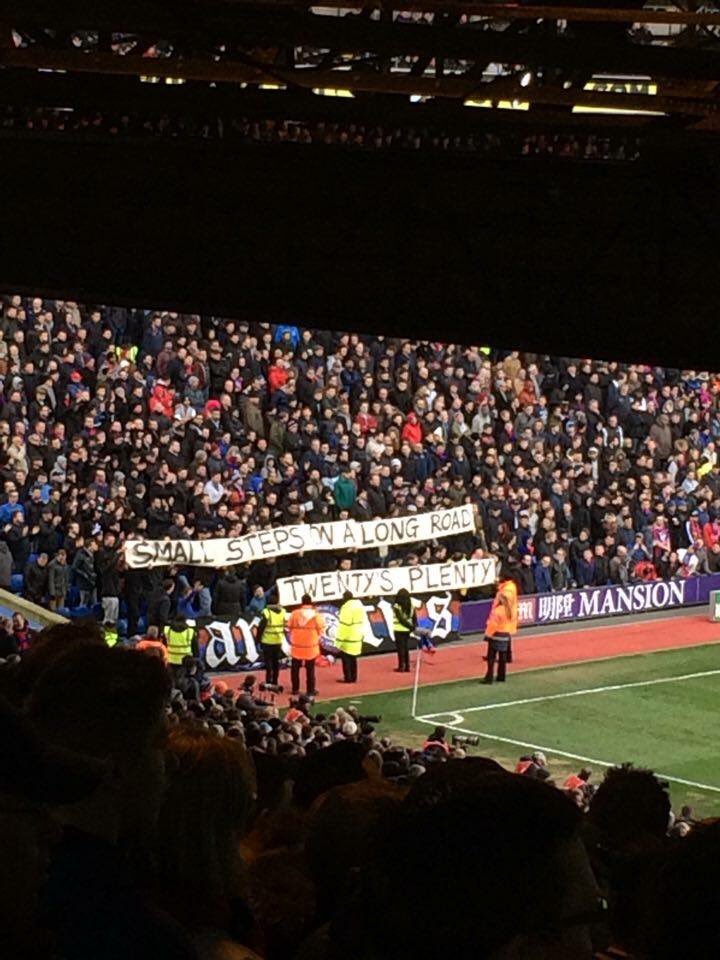 SMALL STEPS ON A LONG ROAD
TWENTY'S PLENTY
MANSION